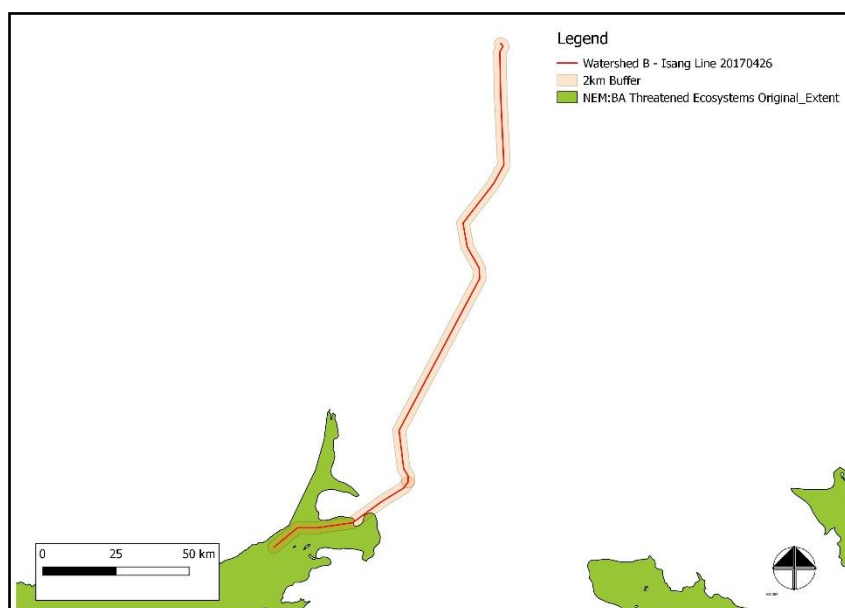 Legend
Watershed B - Isang Line 20170426
2km Buffer
NEM:BA Threatened Ecosystems Original_Extent
0 25 50 km